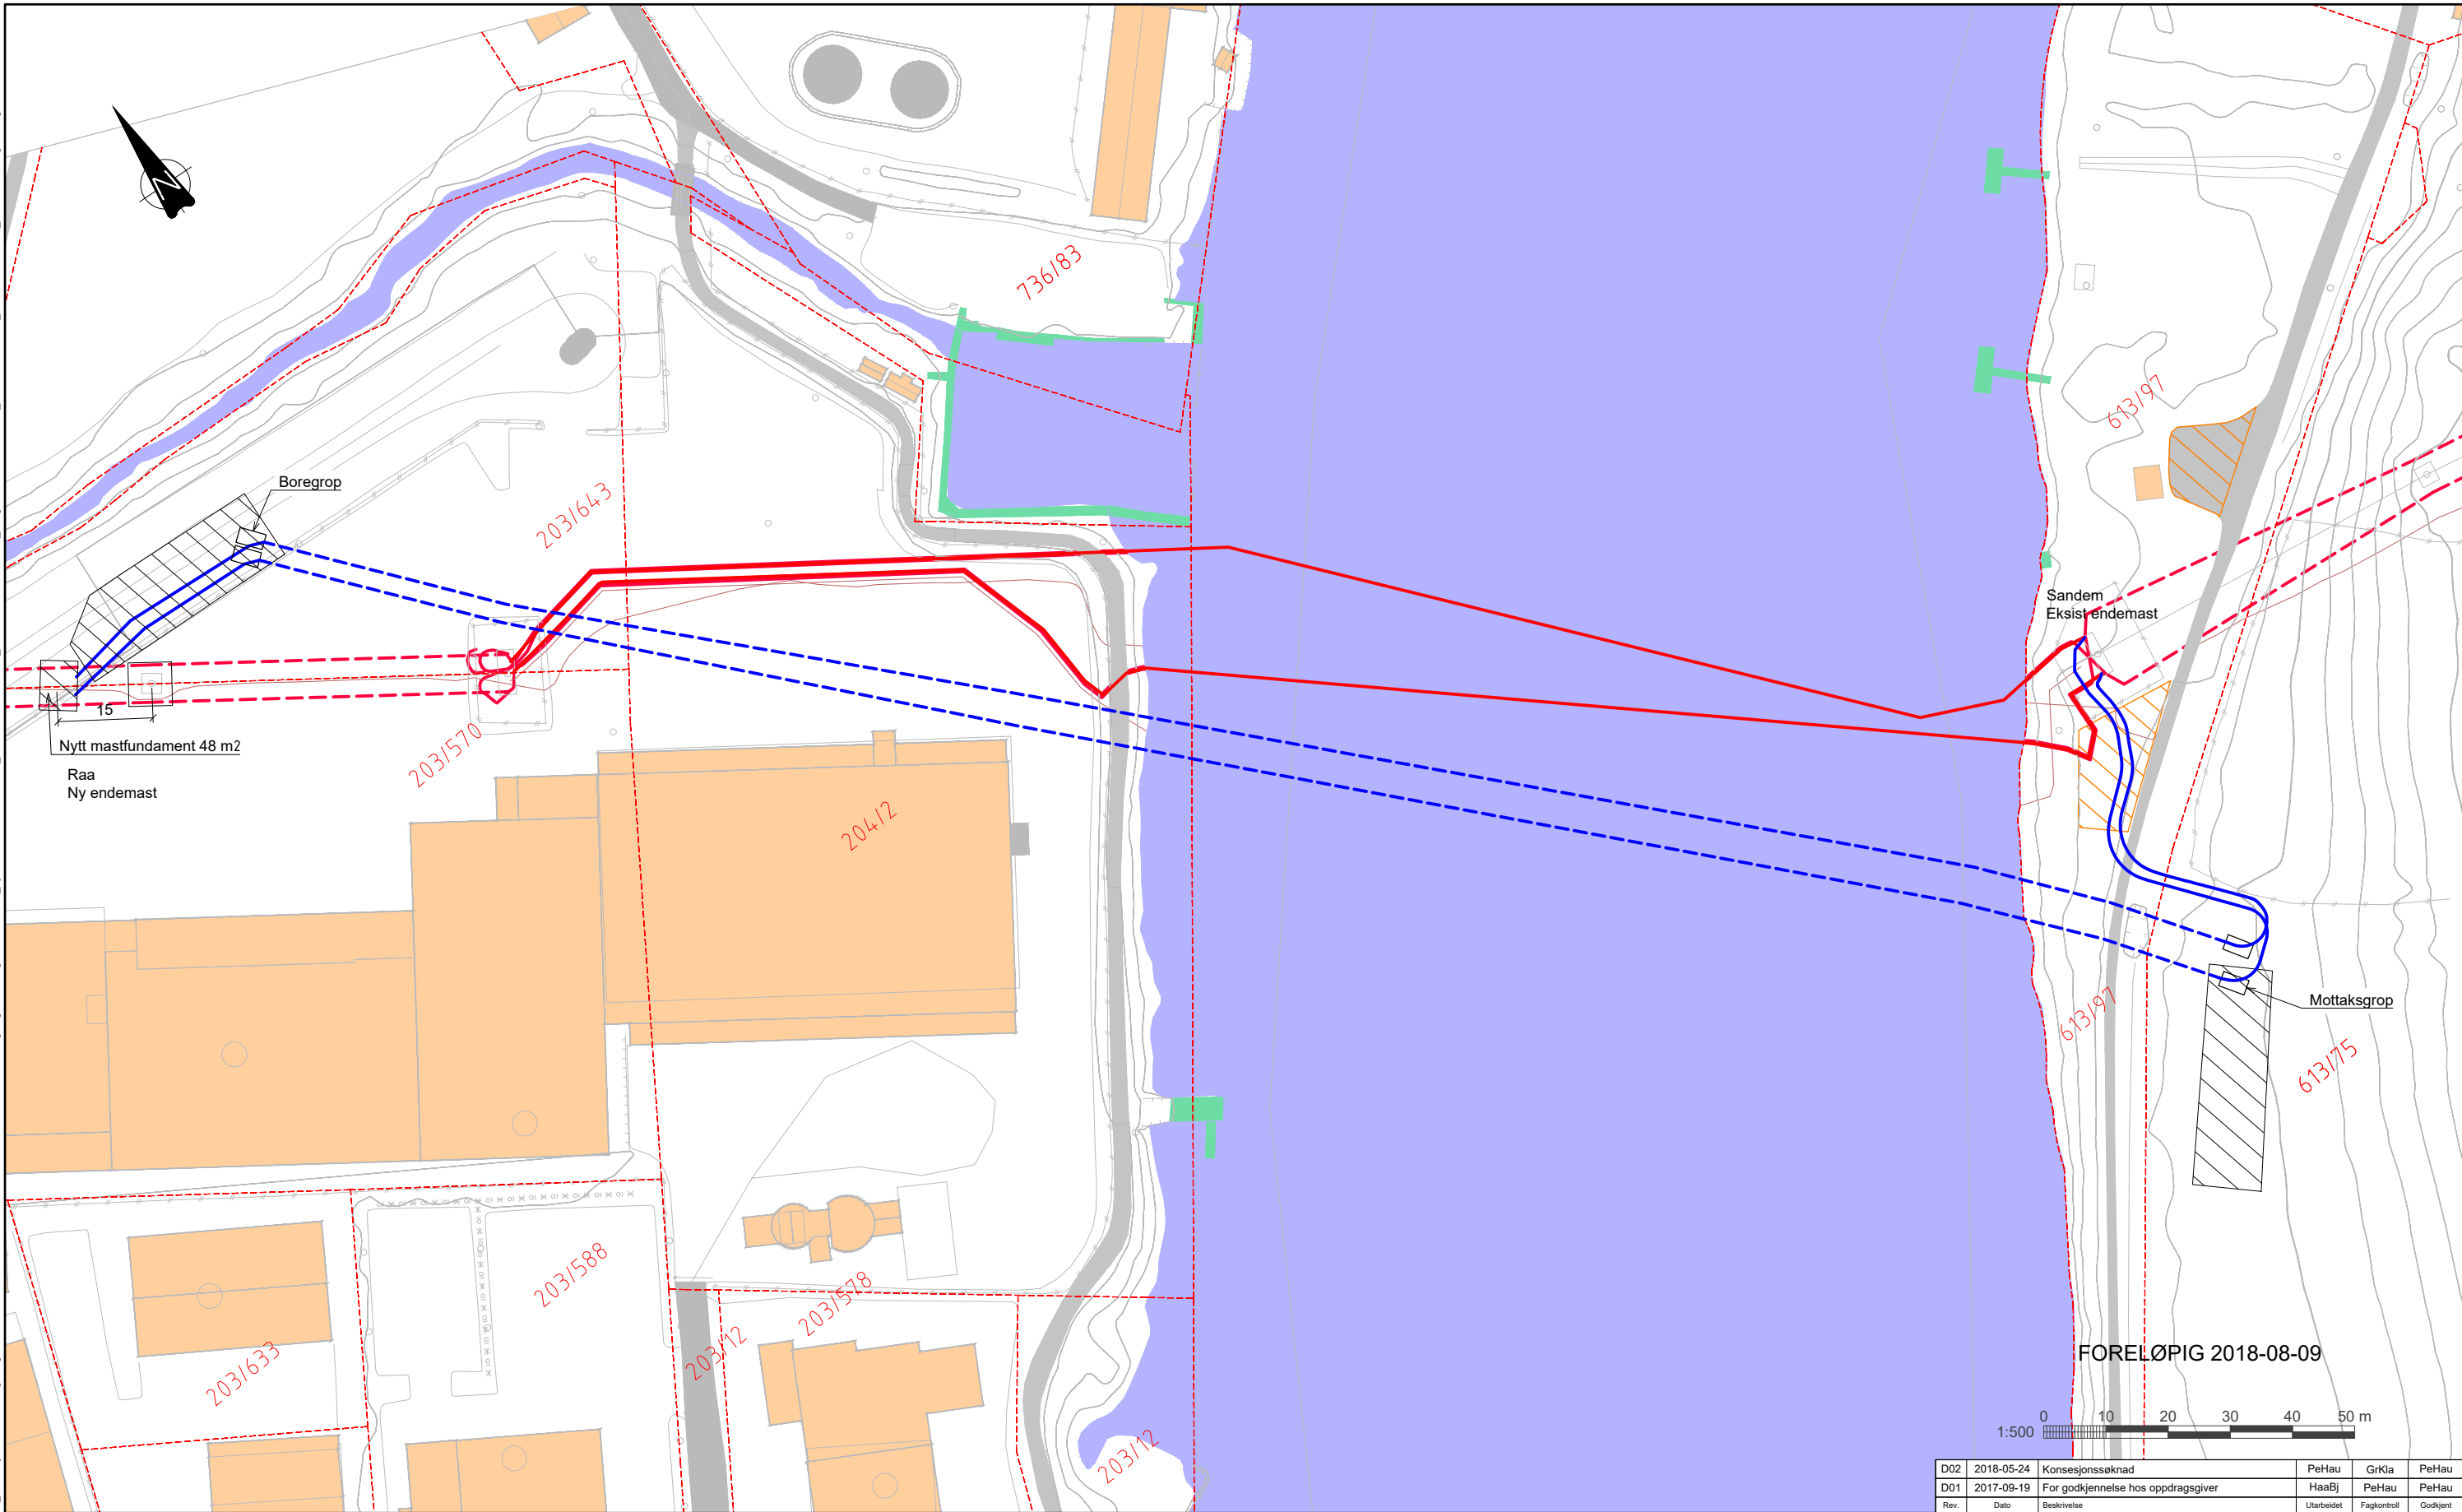 N
736/83
613/97
Boregrop
203/643
Sandem
Eksist endemast
15
Nytt mastfundament 48 m2
203/570
Raa
Ny endemast
204/2
613/97
Mottaksgrop
613/75
203/588
203/578
203/12
203/633
203/12
FORELØPIG 2018-08-09
0 10 20 30 40 50 m
1:500
D02 2018-05-24 Konsesjonssøknad PeHau GrKla PeHau
D01 2017-09-19 For godkjennelse hos oppdragsgiver HaaBj PeHau PeHau
Rev. Dato Beskrivelse Utarbeidet Fagkontroll Godkjent